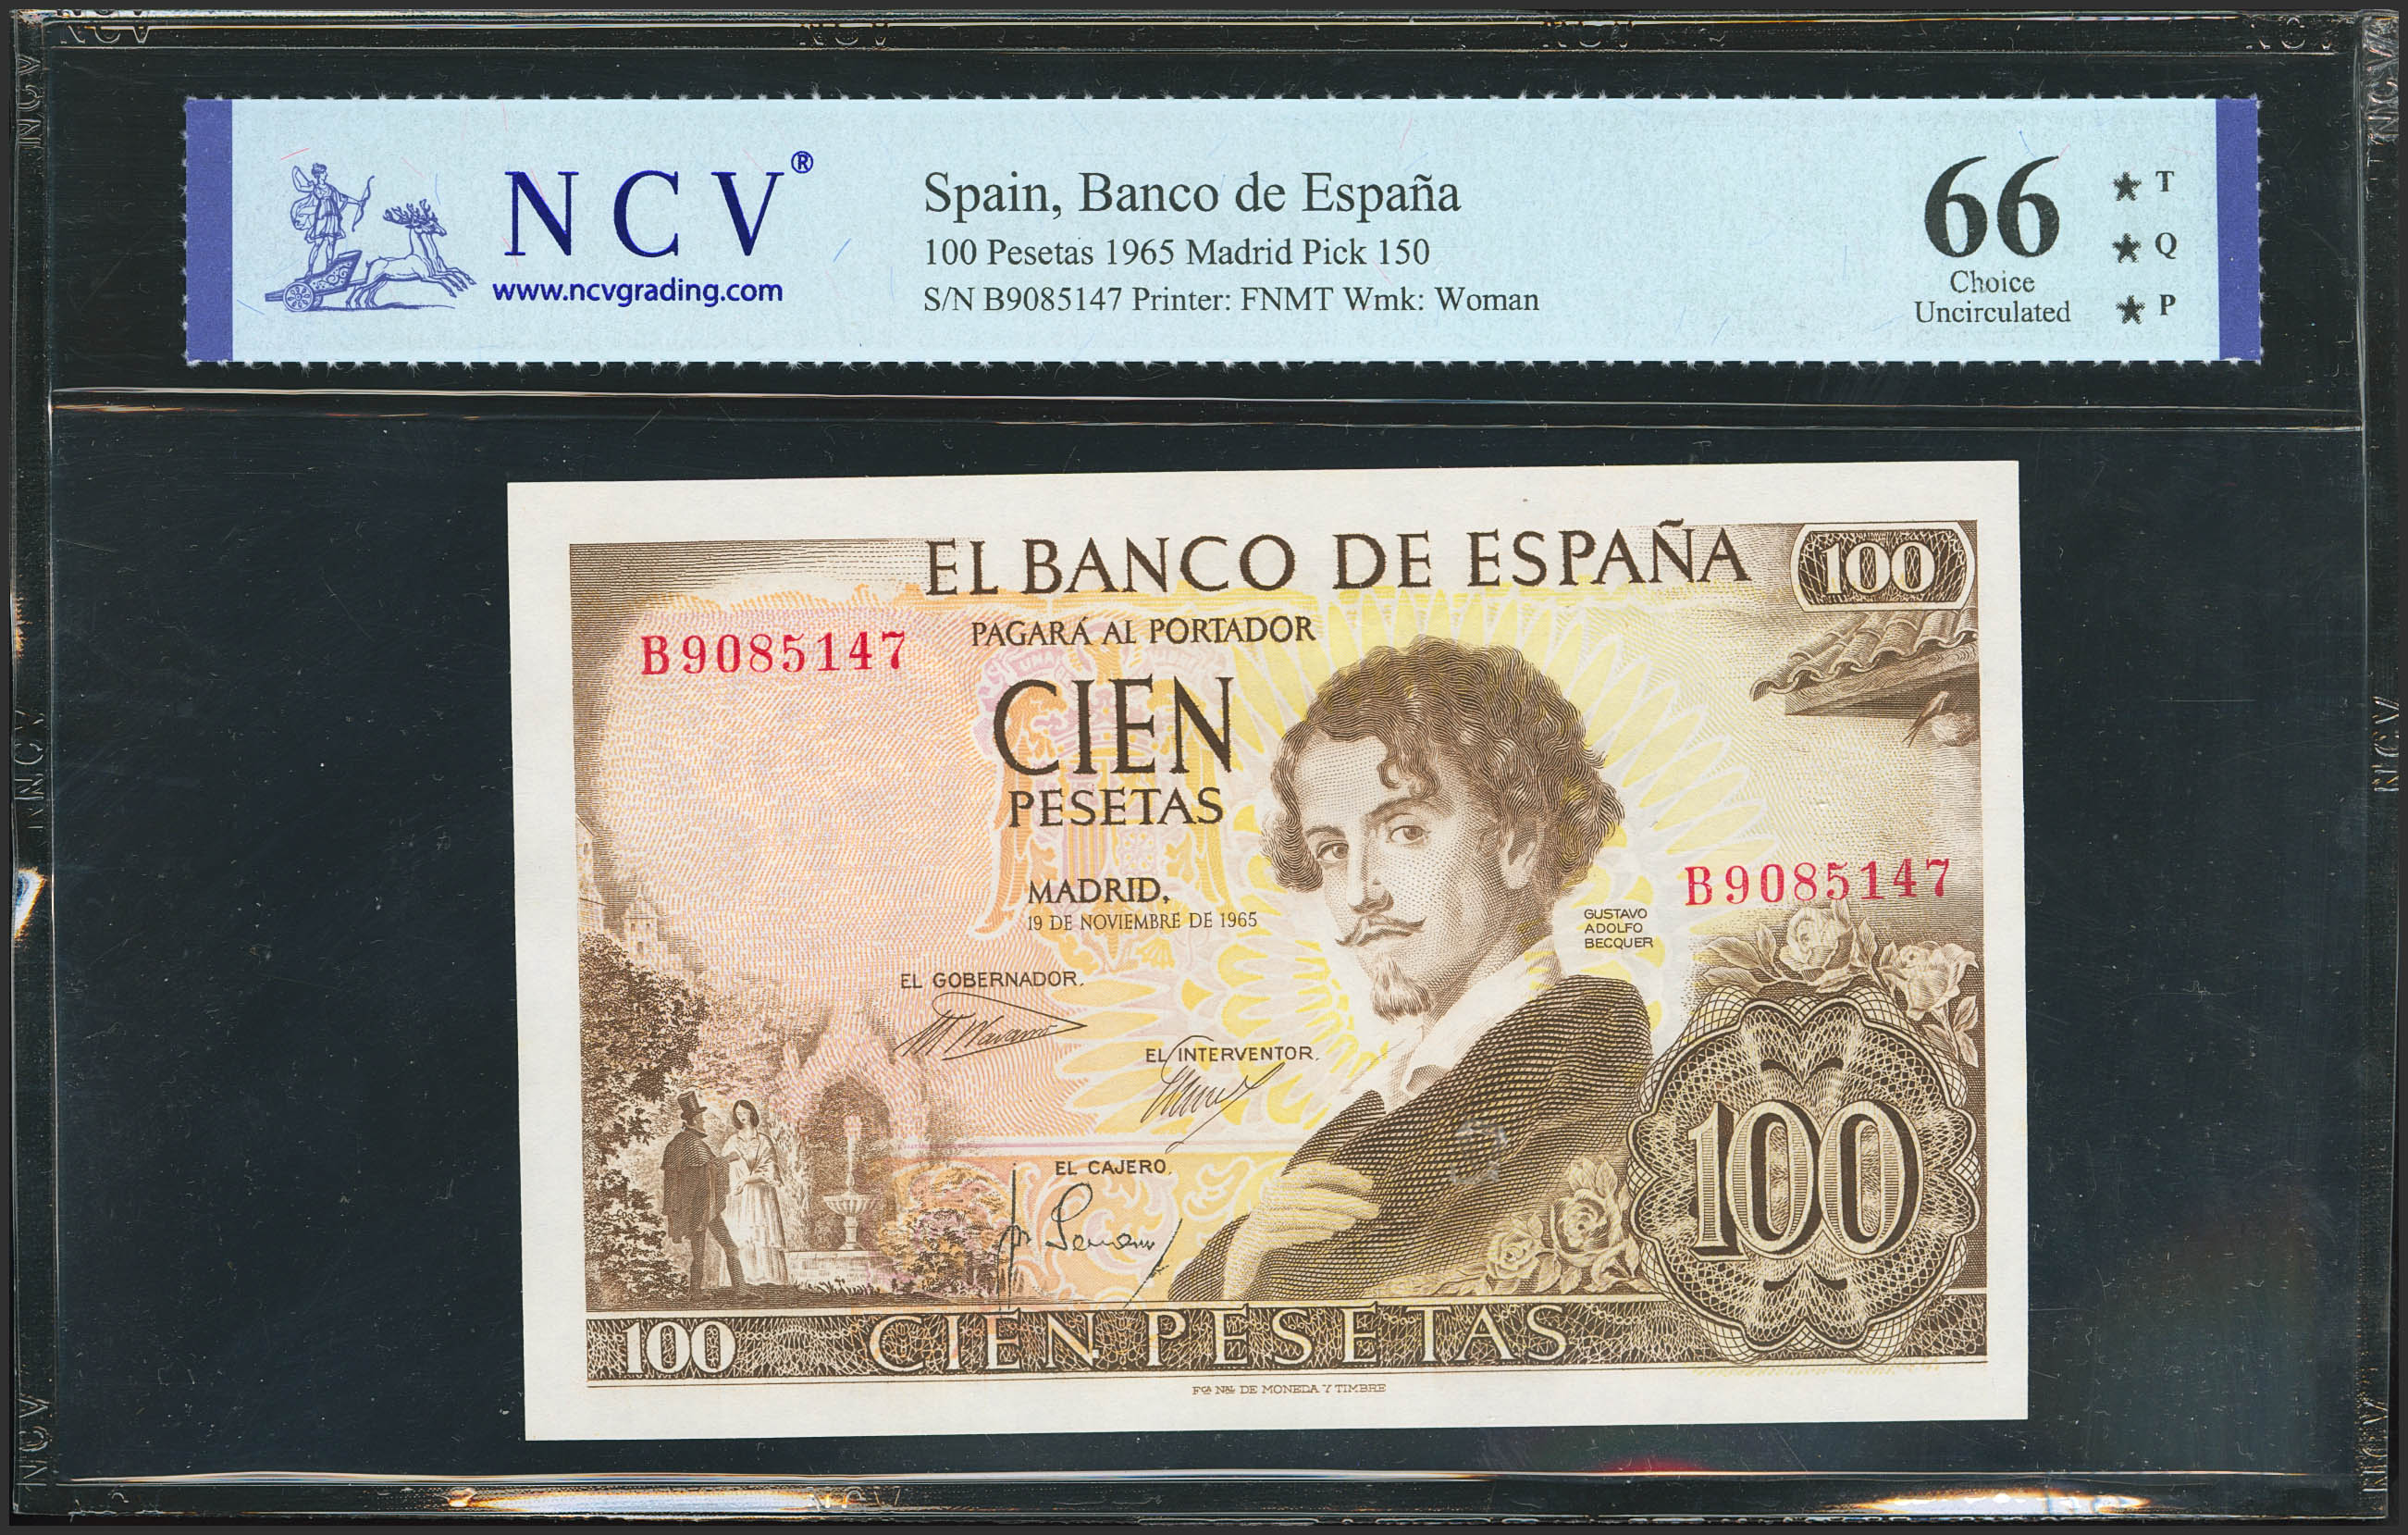 NCV®
www.ncvgrading.com
Spain, Banco de España
100 Pesetas 1965 Madrid Pick 150
S/N B9085147 Printer: FNMT Wmk: Woman
66
Choice
Uncirculated
★ T
★ Q
★ P
EL BANCO DE ESPAÑA
100
PAGARÁ AL PORTADOR
B9085147
CIEN
PESETAS
MADRID,
19 DE NOVIEMBRE DE 1965
B9085147
GUSTAVO
ADOLFO
BECQUER
EL GOBERNADOR,
EL INTERVENTOR,
EL CAJERO,
100
100
CIEN PESETAS
FCA NAL DE MONEDA Y TIMBRE